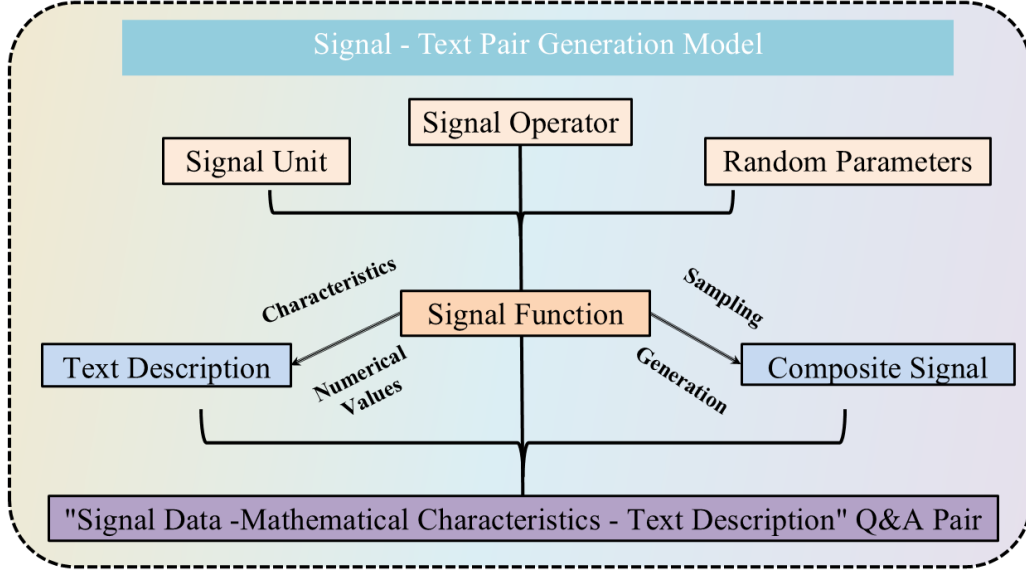 Signal - Text Pair Generation Model
Signal Operator
Signal Unit
Random Parameters
Characteristics
Sampling
Signal Function
Text Description
Numerical
Values
Generation
Composite Signal
"Signal Data -Mathematical Characteristics - Text Description" Q&A Pair